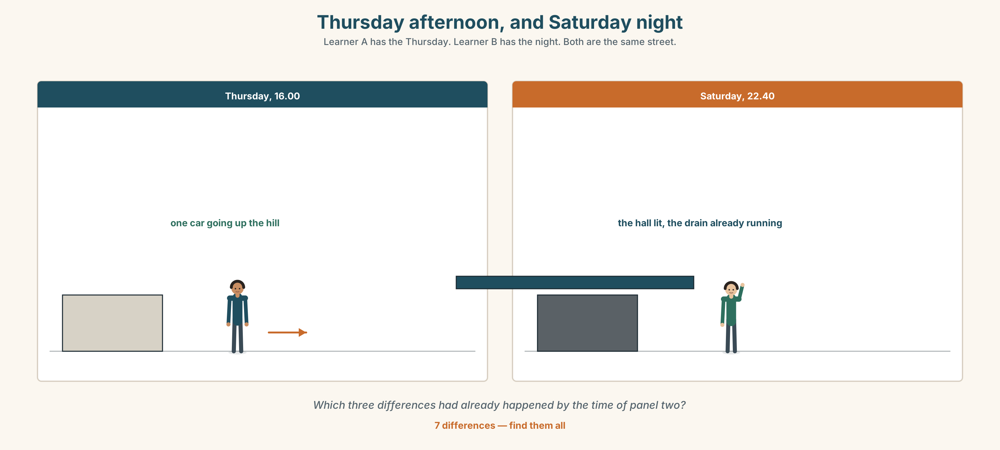 Thursday afternoon, and Saturday night
Learner A has the Thursday. Learner B has the night. Both are the same street.
Thursday, 16.00
one car going up the hill
Saturday, 22.40
the hall lit, the drain already running
Which three differences had already happened by the time of panel two?
7 differences — find them all